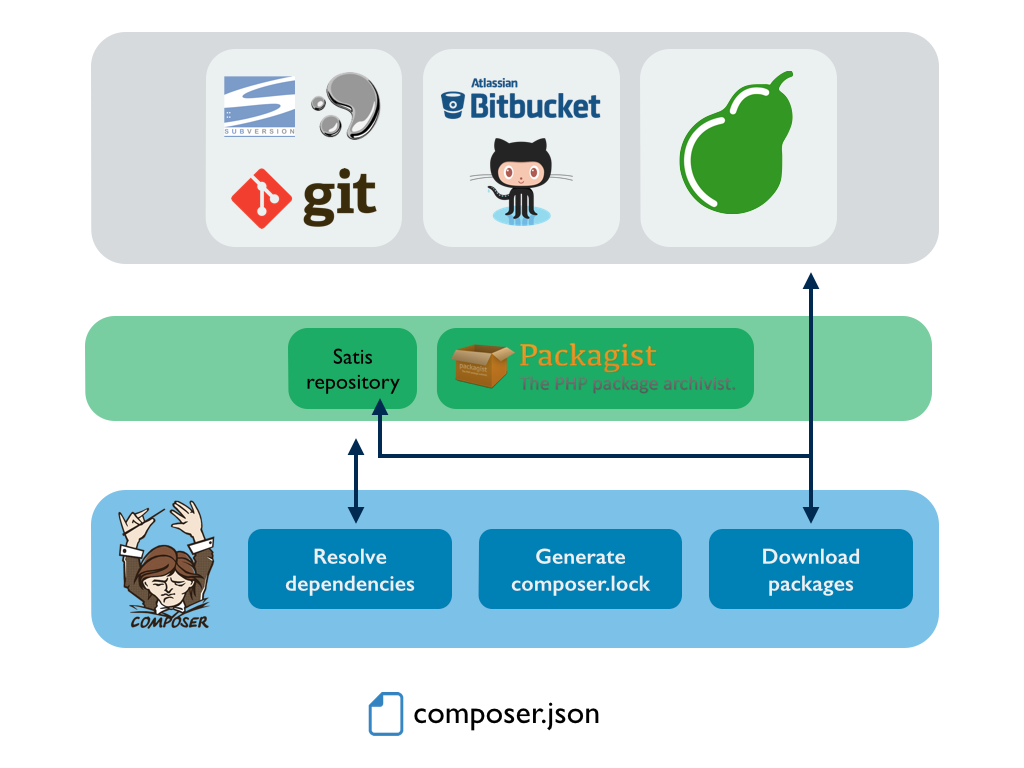 SUBVERSION
git
Atlassian
Bitbucket
Satis
repository
packagist
Packagist
The PHP package archivist.
Resolve
dependencies
Generate
composer.lock
Download
packages
COMPOSER
composer.json